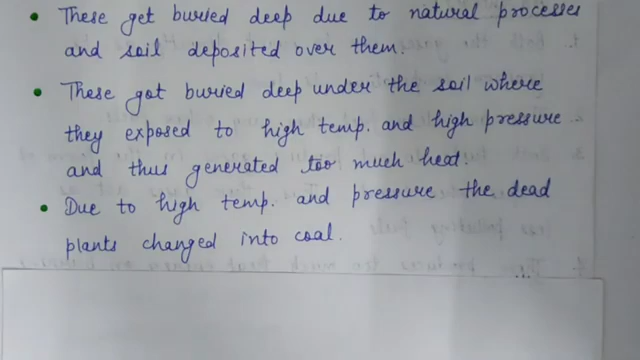 • These get buried deep due to natural processes
and soil deposited over them.
• These got buried deep under the soil where
they exposed to high temp. and high pressure
and thus generated too much heat.
• Due to high temp. and pressure the dead
plants changed into coal.